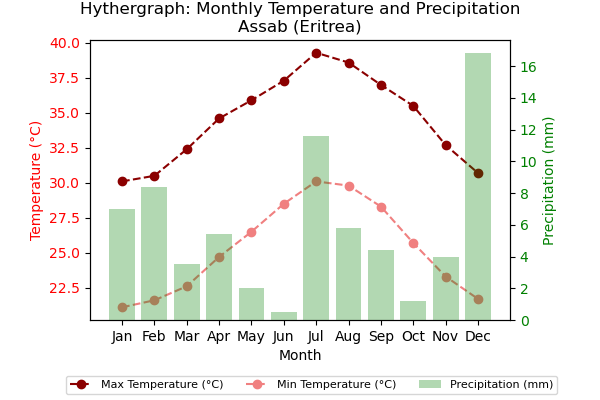 Hythergraph: Monthly Temperature and Precipitation
Assab (Eritrea)
40.0
37.5
35.0
32.5
30.0
27.5
25.0
22.5
Temperature (°C)
16
14
12
10
8
6
4
2
0
Precipitation (mm)
Jan Feb Mar Apr May Jun Jul Aug Sep Oct Nov Dec
Month
Max Temperature (°C) Min Temperature (°C) Precipitation (mm)